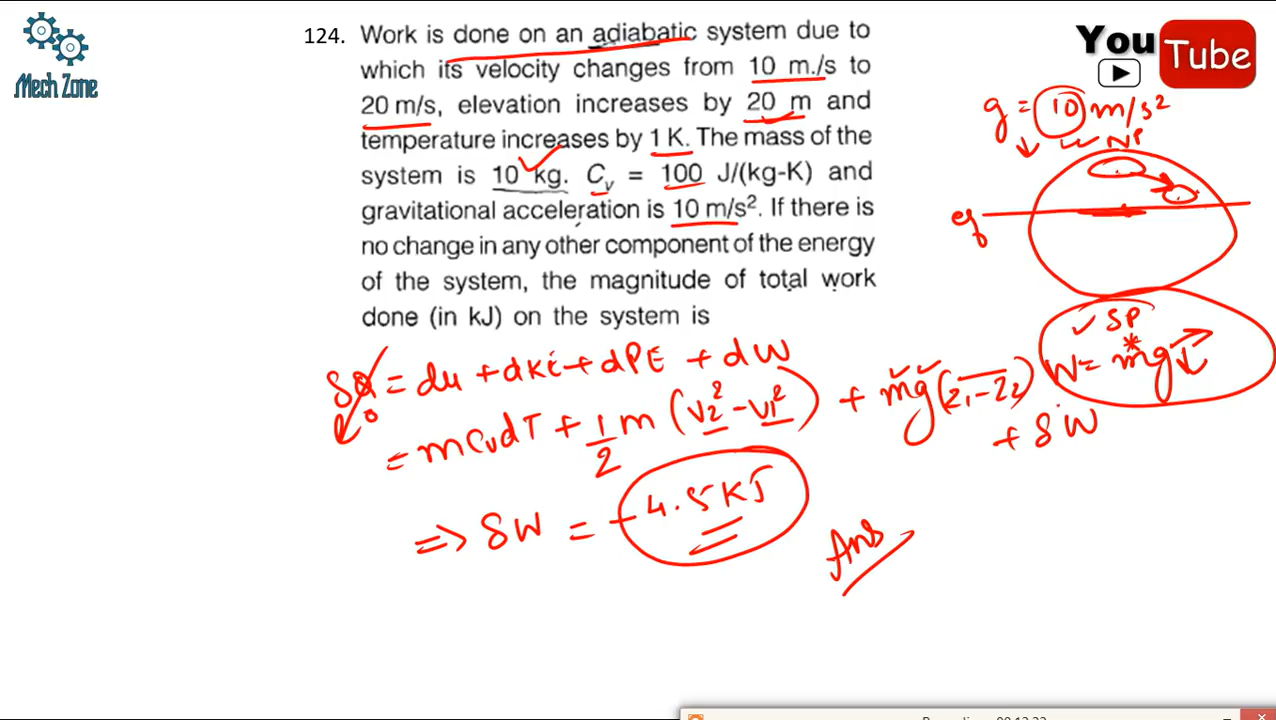 Mech Zone
124. Work is done on an adiabatic system due to
which its velocity changes from 10 m./s to
20 m/s, elevation increases by 20 m and
temperature increases by 1 K. The mass of the
system is 10 kg. Cv = 100 J/(kg-K) and
gravitational acceleration is 10 m/s². If there is
no change in any other component of the energy
of the system, the magnitude of total work
done (in kJ) on the system is
You Tube
g = 10 m/s²
NP
SP
W = mg
δQ = du + dKE + dPE + dW
0
= mCvdT + 1/2 m (V2² - V1²) + mg(Z1 - Z2)
+ δW
=> δW = -4.5 KJ
Ans